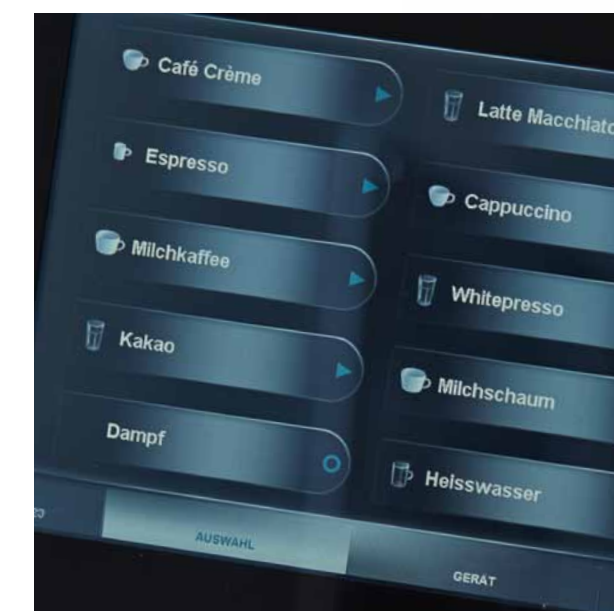 Café Crème
Latte Macchiato
Espresso
Cappuccino
Milchkaffee
Whitepresso
Kakao
Milchschaum
Dampf
Heisswasser
AUSWAHL
GERÄT